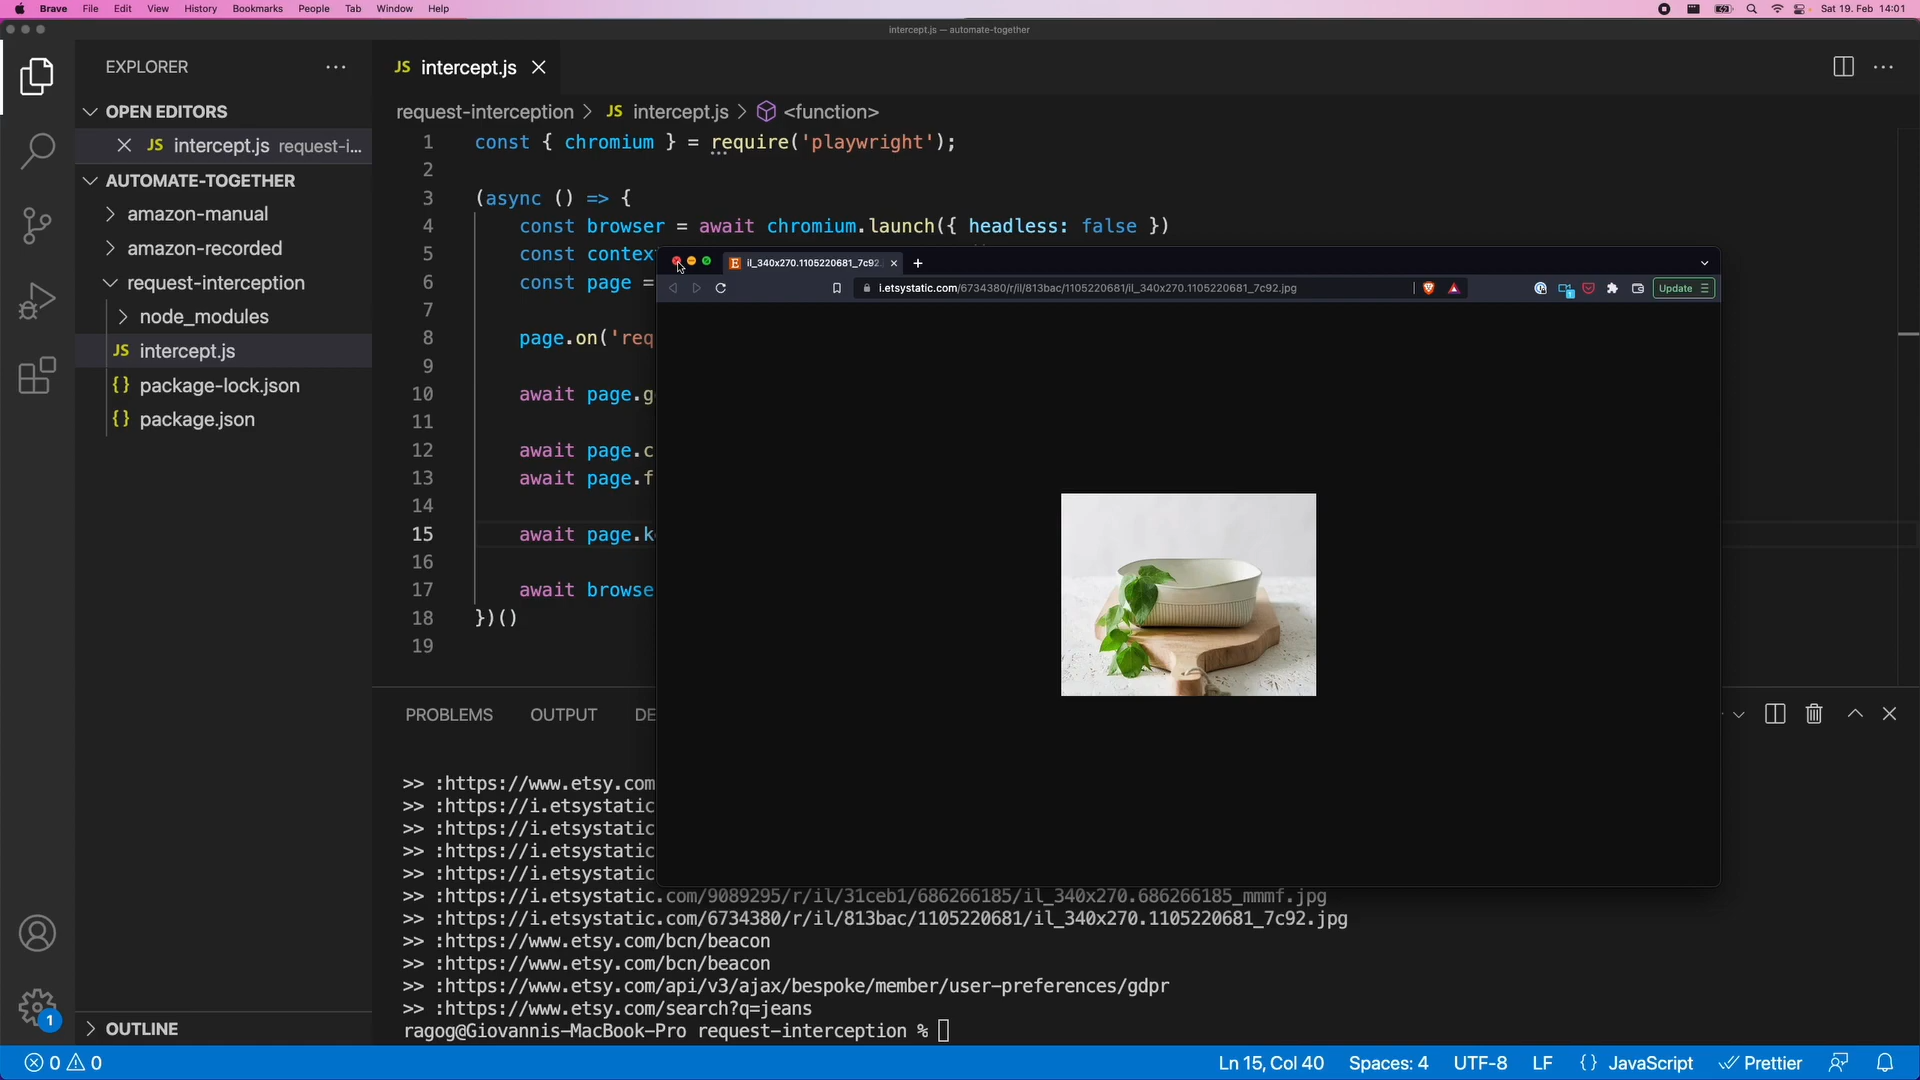 Brave File Edit View History Bookmarks People Tab Window Help Sat 19. Feb 14:01
intercept.js — automate-together
EXPLORER
JS intercept.js
OPEN EDITORS
JS intercept.js request-i...
request-interception > JS intercept.js > <function>
AUTOMATE-TOGETHER
amazon-manual
amazon-recorded
request-interception
node_modules
JS intercept.js
{} package-lock.json
{} package.json
OUTLINE
1 const { chromium } = require('playwright');
2
3 (async () => {
4 const browser = await chromium.launch({ headless: false })
5 const contex
6 const page =
7
8 page.on('req
9
10 await page.g
11
12 await page.c
13 await page.f
14
15 await page.k
16
17 await browse
18 })()
19
il_340x270.1105220681_7c92
i.etsystatic.com/6734380/r/il/813bac/1105220681/il_340x270.1105220681_7c92.jpg
Update
PROBLEMS OUTPUT DE
>> :https://www.etsy.com
>> :https://i.etsystatic
>> :https://i.etsystatic
>> :https://i.etsystatic
>> :https://i.etsystatic
>> :https://i.etsystatic.com/9089295/r/il/31ceb1/686266185/il_340x270.686266185_mmmf.jpg
>> :https://i.etsystatic.com/6734380/r/il/813bac/1105220681/il_340x270.1105220681_7c92.jpg
>> :https://www.etsy.com/bcn/beacon
>> :https://www.etsy.com/bcn/beacon
>> :https://www.etsy.com/api/v3/ajax/bespoke/member/user-preferences/gdpr
>> :https://www.etsy.com/search?q=jeans
ragog@Giovannis-MacBook-Pro request-interception %
1
0 0 Ln 15, Col 40 Spaces: 4 UTF-8 LF {} JavaScript Prettier